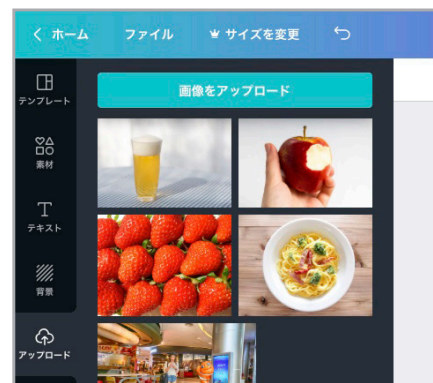 ホーム ファイル サイズを変更
画像をアップロード
テンプレート
素材
テキスト
背景
アップロード